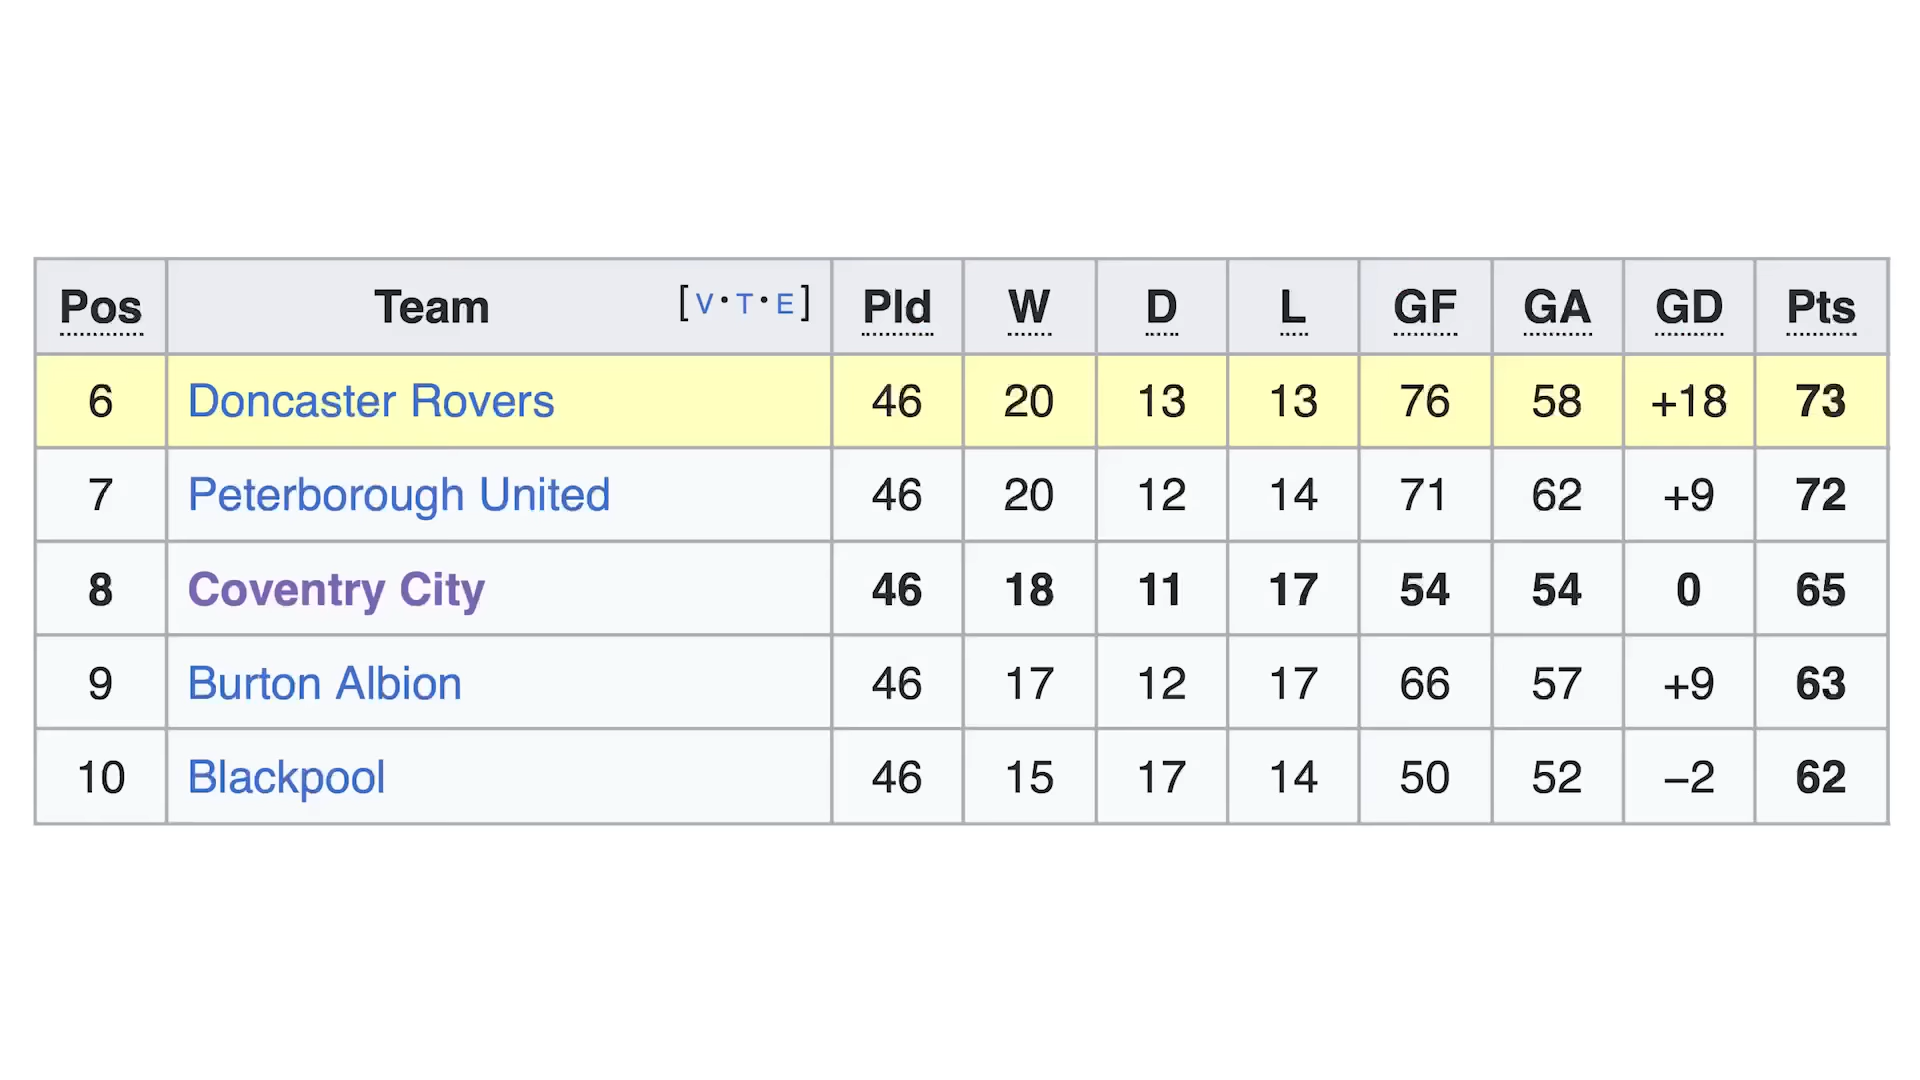 Pos Team [V·T·E] Pld W D L GF GA GD Pts
6 Doncaster Rovers 46 20 13 13 76 58 +18 73
7 Peterborough United 46 20 12 14 71 62 +9 72
8 Coventry City 46 18 11 17 54 54 0 65
9 Burton Albion 46 17 12 17 66 57 +9 63
10 Blackpool 46 15 17 14 50 52 −2 62